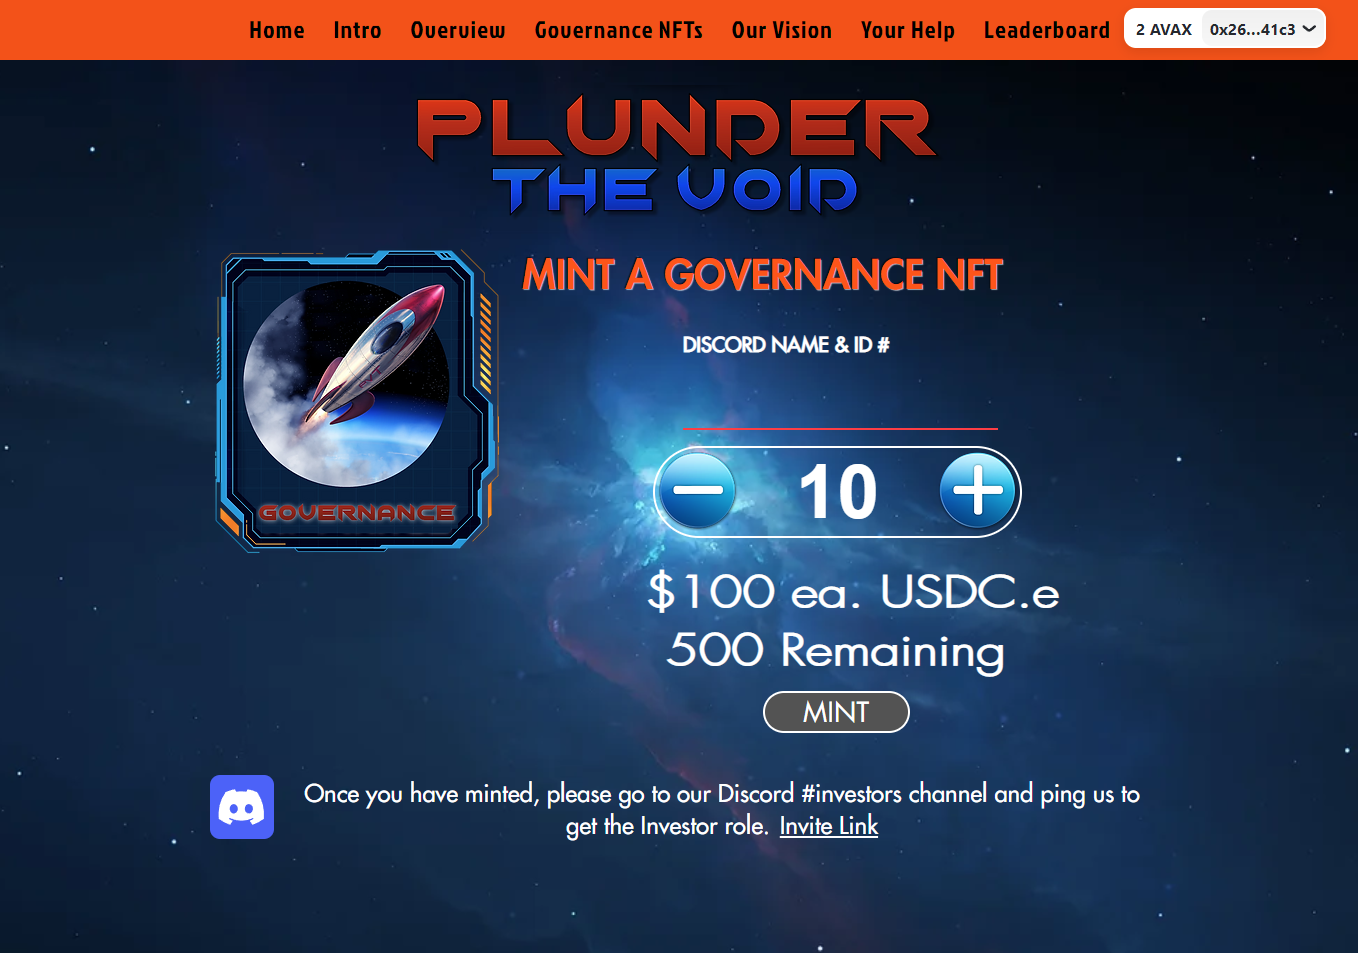 Home Intro Overview Governance NFTs Our Vision Your Help Leaderboard 2 AVAX 0x26...41c3
PLUNDER
THE VOID
MINT A GOVERNANCE NFT
DISCORD NAME & ID #
GOVERNANCE
10
$100 ea. USDC.e
500 Remaining
MINT
Once you have minted, please go to our Discord #investors channel and ping us to
get the Investor role. Invite Link